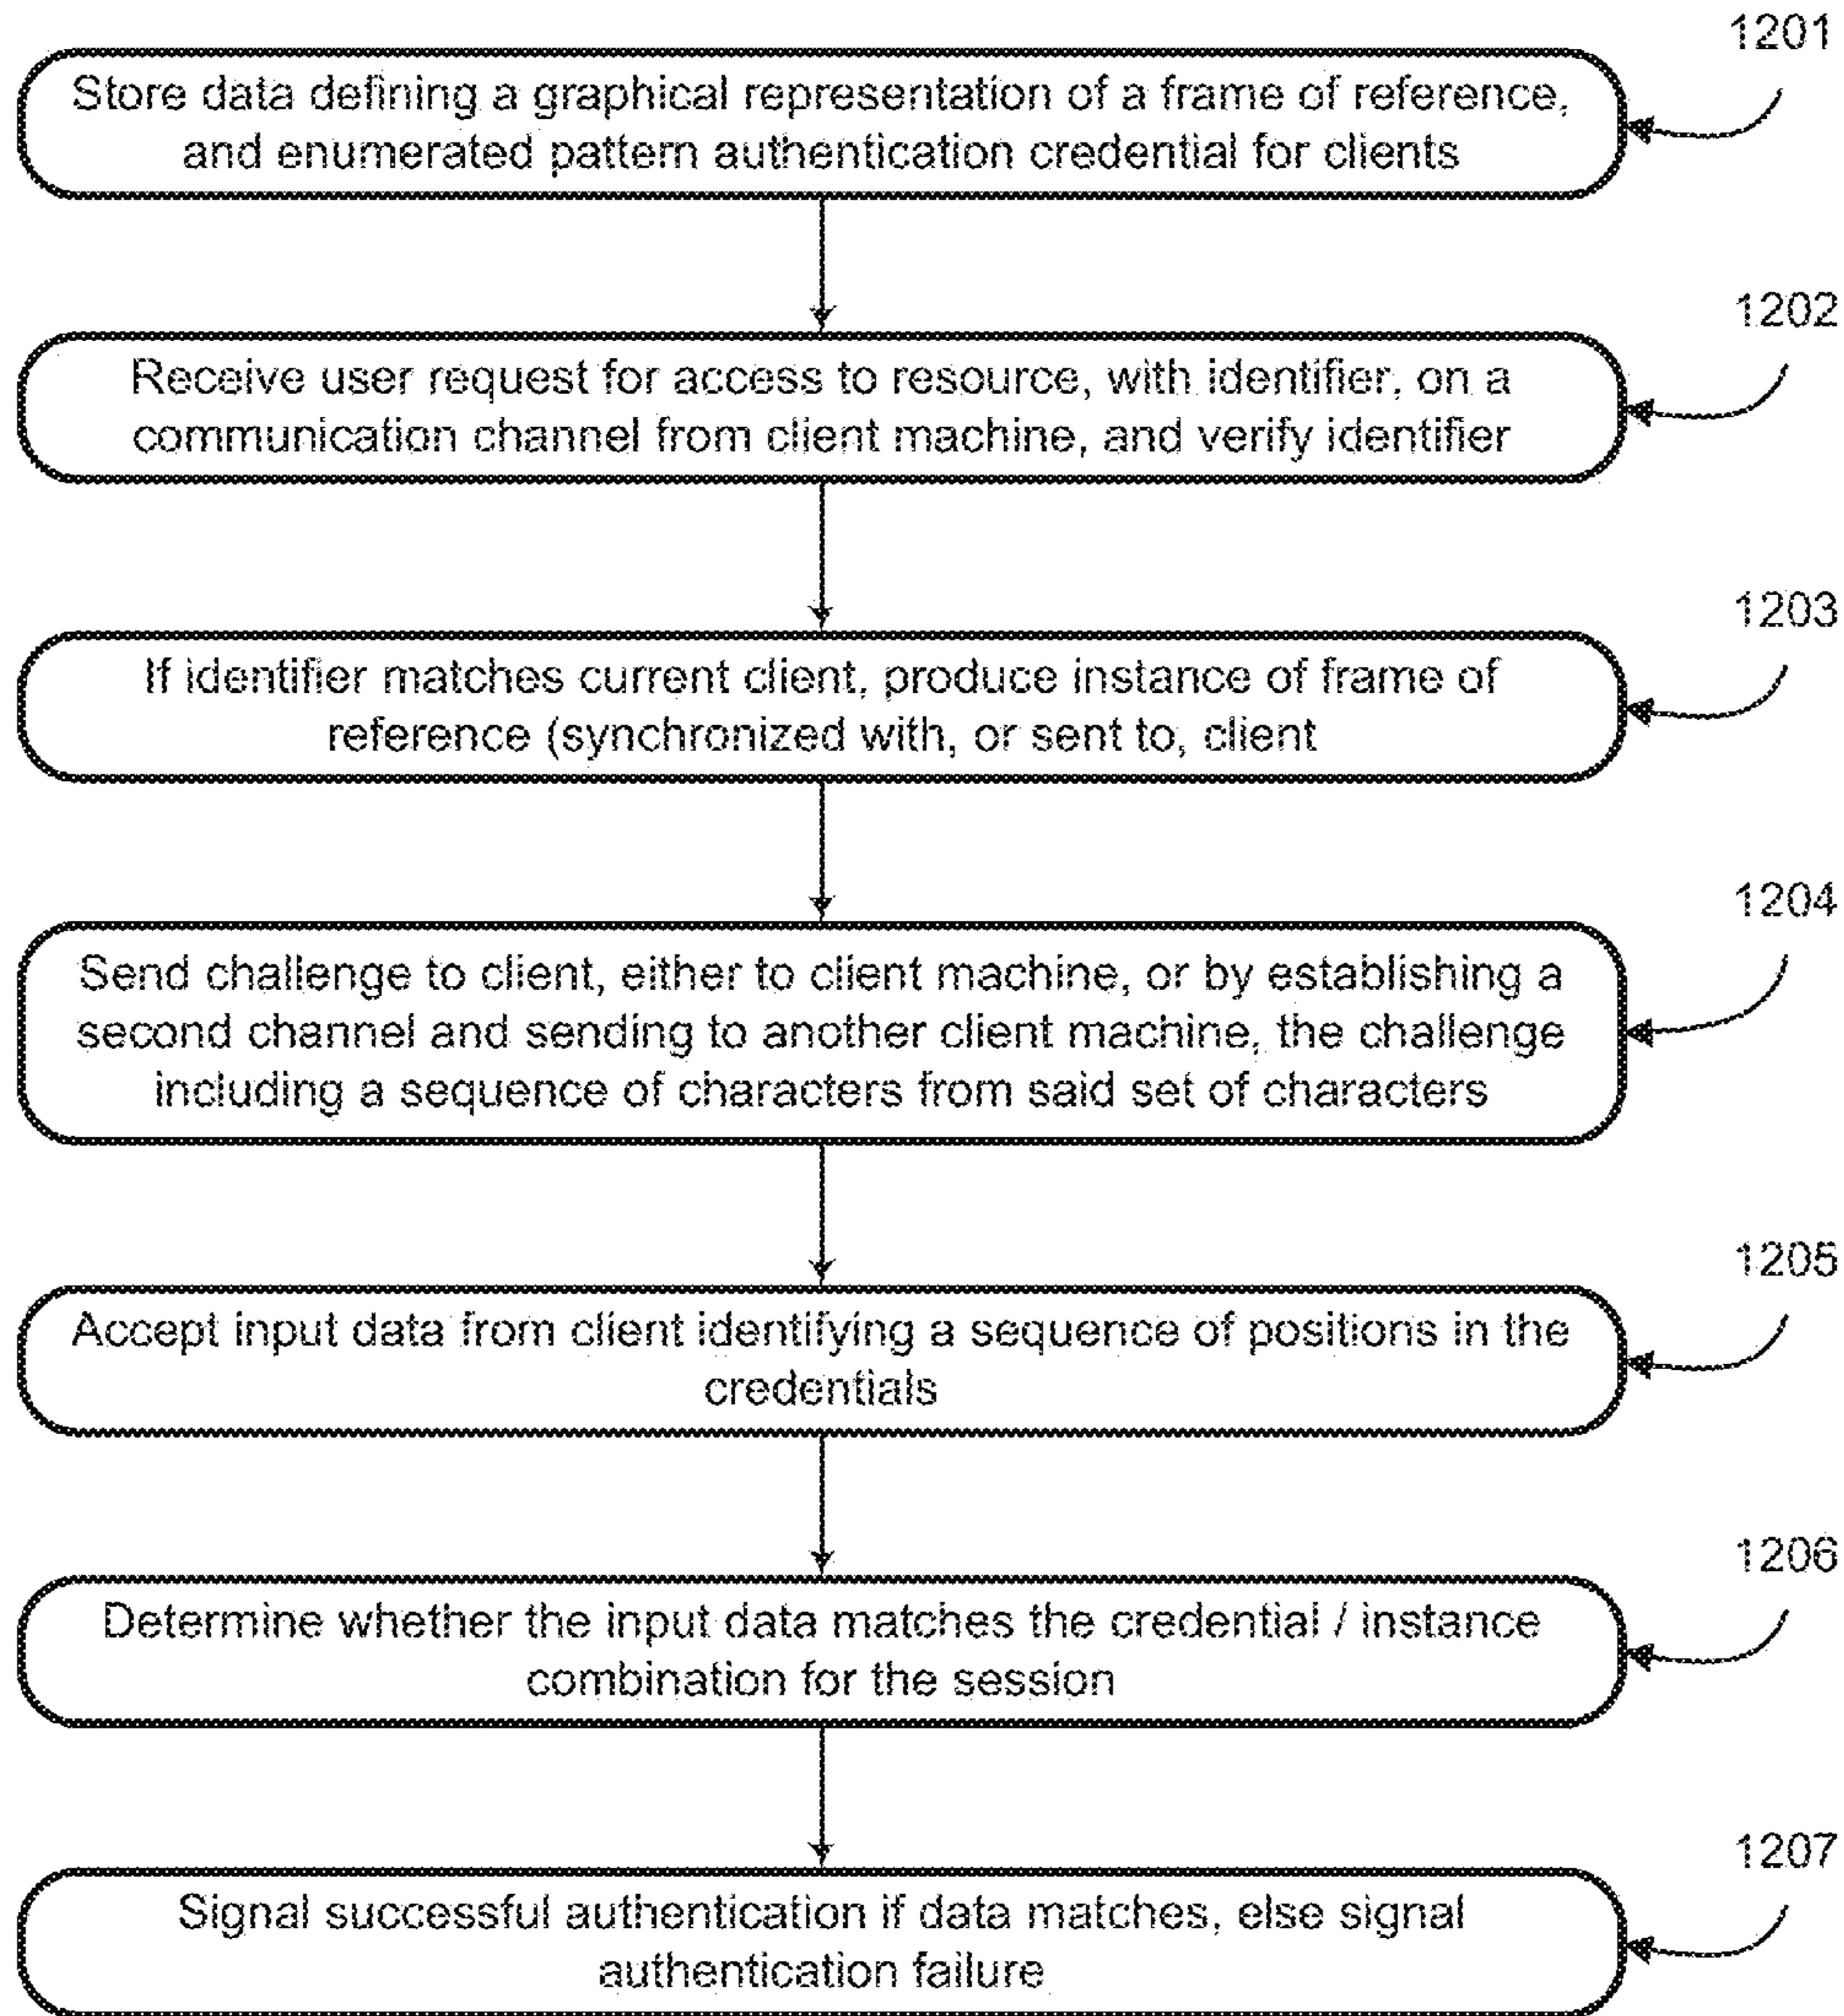 1201
Store data defining a graphical representation of a frame of reference,
and enumerated pattern authentication credential for clients
1202
Receive user request for access to resource, with identifier, on a
communication channel from client machine, and verify identifier
1203
If identifier matches current client, produce instance of frame of
reference (synchronized with, or sent to, client
1204
Send challenge to client, either to client machine, or by establishing a
second channel and sending to another client machine, the challenge
including a sequence of characters from said set of characters
1205
Accept input data from client identifying a sequence of positions in the
credentials
1206
Determine whether the input data matches the credential / instance
combination for the session
1207
Signal successful authentication if data matches, else signal
authentication failure